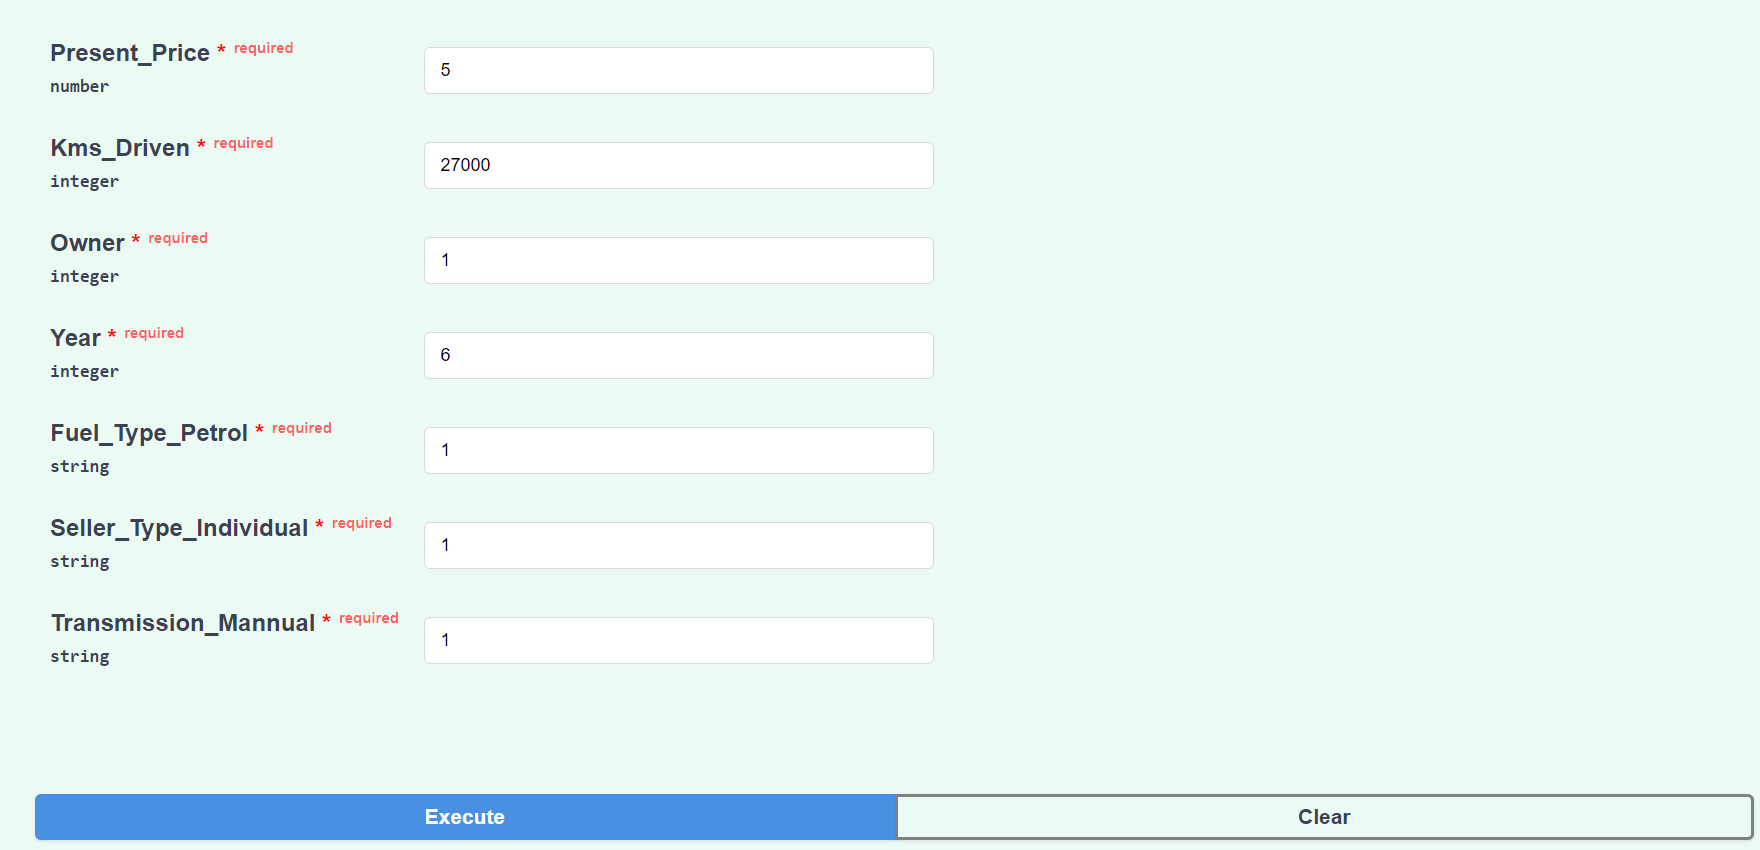 Present_Price * required
number
5
Kms_Driven * required
integer
27000
Owner * required
integer
1
Year * required
integer
6
Fuel_Type_Petrol * required
string
1
Seller_Type_Individual * required
string
1
Transmission_Mannual * required
string
1
Execute
Clear